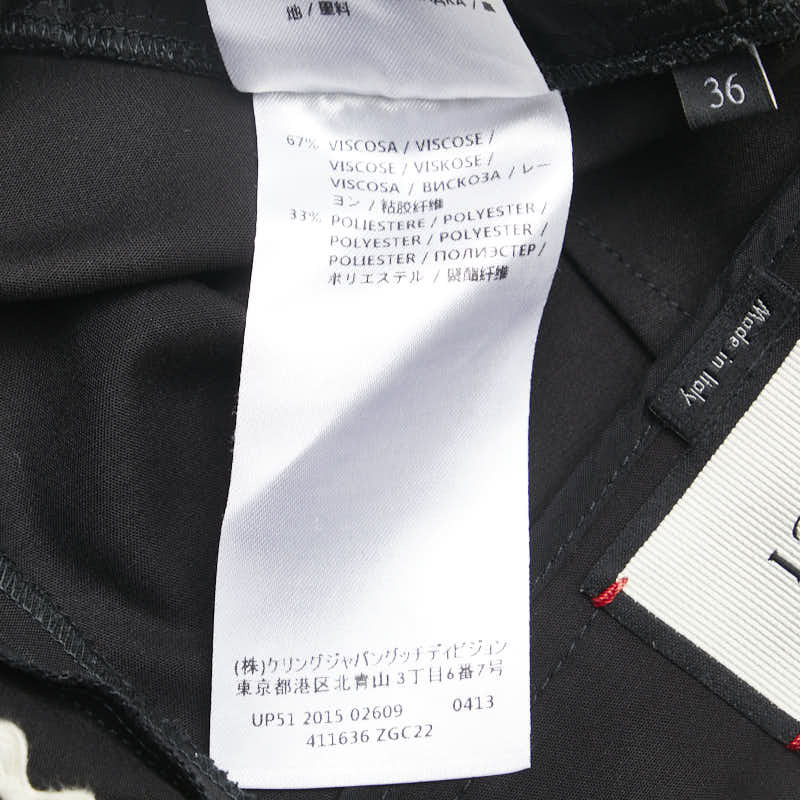 地 / 里料
36
67% VISCOSA / VISCOSE /
VISCOSE / VISKOSE /
VISCOSA / ВИСКОЗА / レー
ヨン / 粘胶纤维
33% POLIESTERE / POLYESTER /
POLYESTER / POLYESTER /
POLIESTER / ПОЛИЭСТЕР /
ポリエステル / 聚酯纤维
Made in Italy
(株)ケリングジャパングッチディビジョン
東京都港区北青山3丁目6番7号
UP51 2015 02609 0413
411636 ZGC22